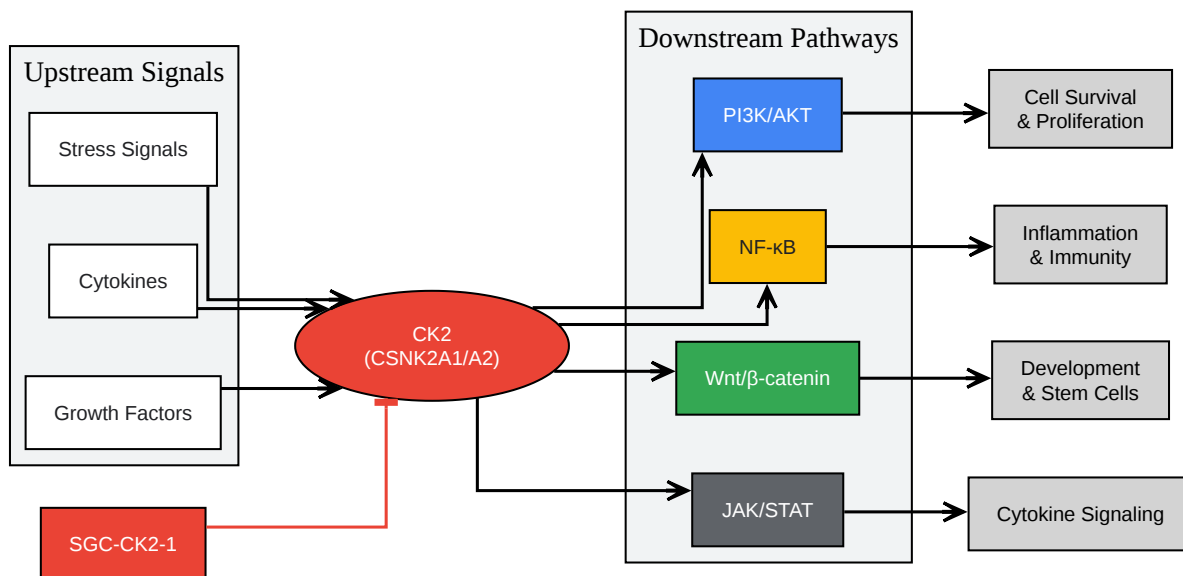 Upstream Signals
Stress Signals
Cytokines
Growth Factors
SGC-CK2-1
CK2
(CSNK2A1/A2)
Downstream Pathways
PI3K/AKT
NF-κB
Wnt/β-catenin
JAK/STAT
Cell Survival
& Proliferation
Inflammation
& Immunity
Development
& Stem Cells
Cytokine Signaling